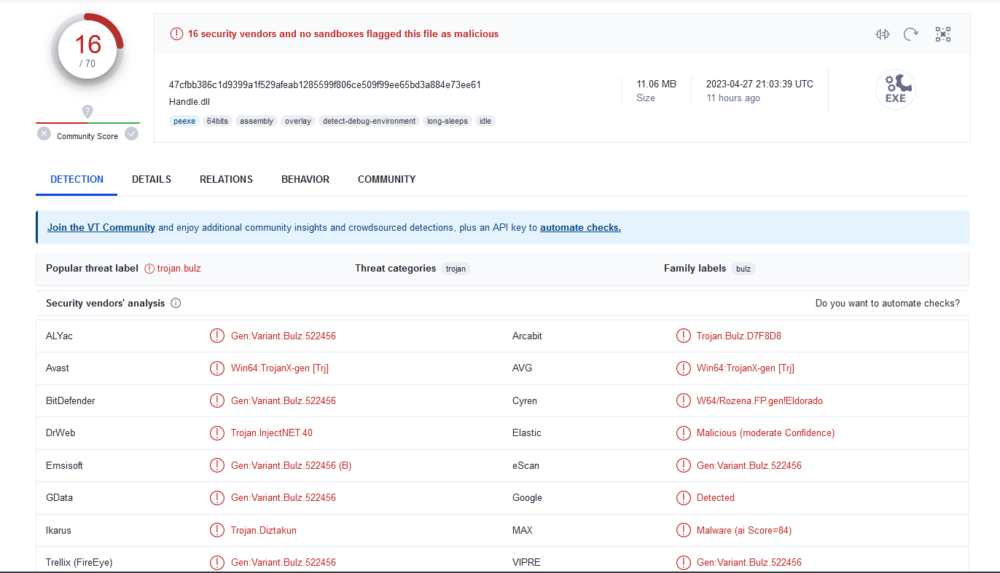 16
/ 70
Community Score
16 security vendors and no sandboxes flagged this file as malicious
47cfbb386c1d9399a1f529afeab1285599f806ce509f99ee65bd3a884e73ee61
Handle.dll
peexe 64bits assembly overlay detect-debug-environment long-sleeps idle
11.06 MB
Size
2023-04-27 21:03:39 UTC
11 hours ago
EXE
DETECTION DETAILS RELATIONS BEHAVIOR COMMUNITY
Join the VT Community and enjoy additional community insights and crowdsourced detections, plus an API key to automate checks.
Popular threat label trojan.bulz Threat categories trojan Family labels bulz
Security vendors' analysis Do you want to automate checks?
ALYac Gen:Variant.Bulz.522456 Arcabit Trojan.Bulz.D7F8D8
Avast Win64:TrojanX-gen [Trj] AVG Win64:TrojanX-gen [Trj]
BitDefender Gen:Variant.Bulz.522456 Cyren W64/Rozena.FP.gen!Eldorado
DrWeb Trojan.InjectNET.40 Elastic Malicious (moderate Confidence)
Emsisoft Gen:Variant.Bulz.522456 (B) eScan Gen:Variant.Bulz.522456
GData Gen:Variant.Bulz.522456 Google Detected
Ikarus Trojan.Diztakun MAX Malware (ai Score=84)
Trellix (FireEye) Gen:Variant.Bulz.522456 VIPRE Gen:Variant.Bulz.522456